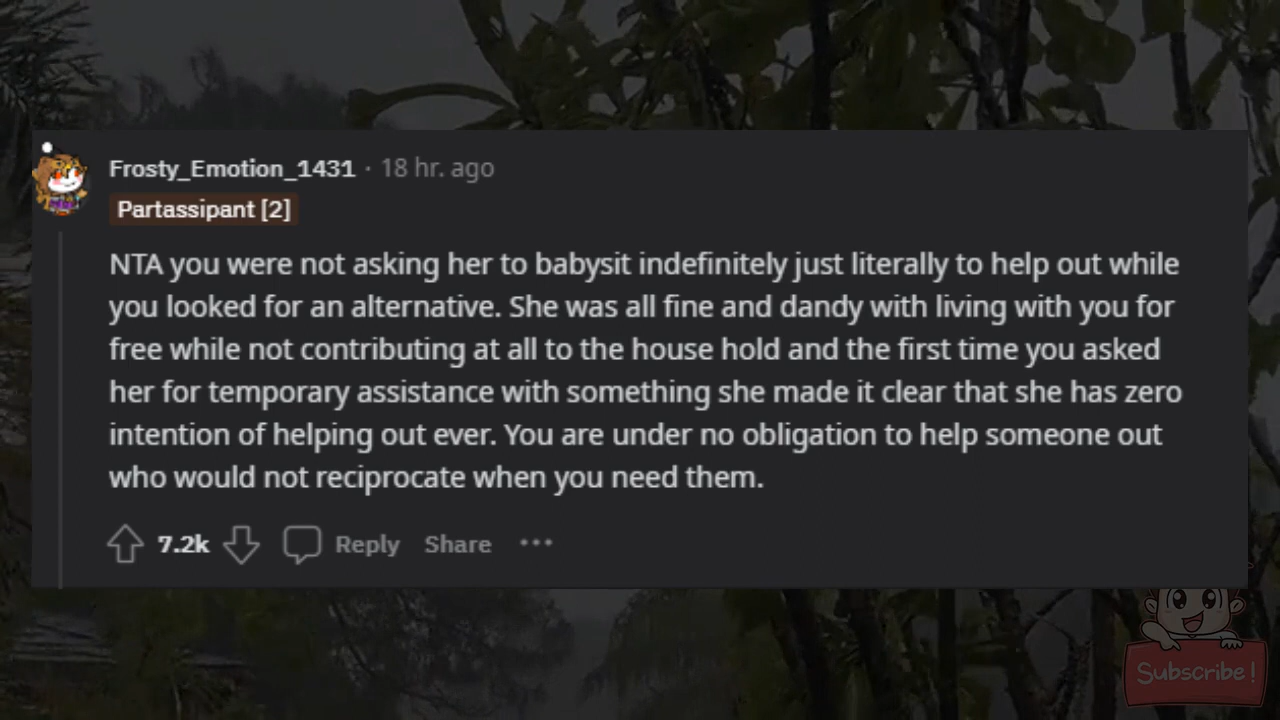 Frosty_Emotion_1431 · 18 hr. ago
Partassipant [2]
NTA you were not asking her to babysit indefinitely just literally to help out while
you looked for an alternative. She was all fine and dandy with living with you for
free while not contributing at all to the house hold and the first time you asked
her for temporary assistance with something she made it clear that she has zero
intention of helping out ever. You are under no obligation to help someone out
who would not reciprocate when you need them.
7.2k Reply Share ···
Subscribe!